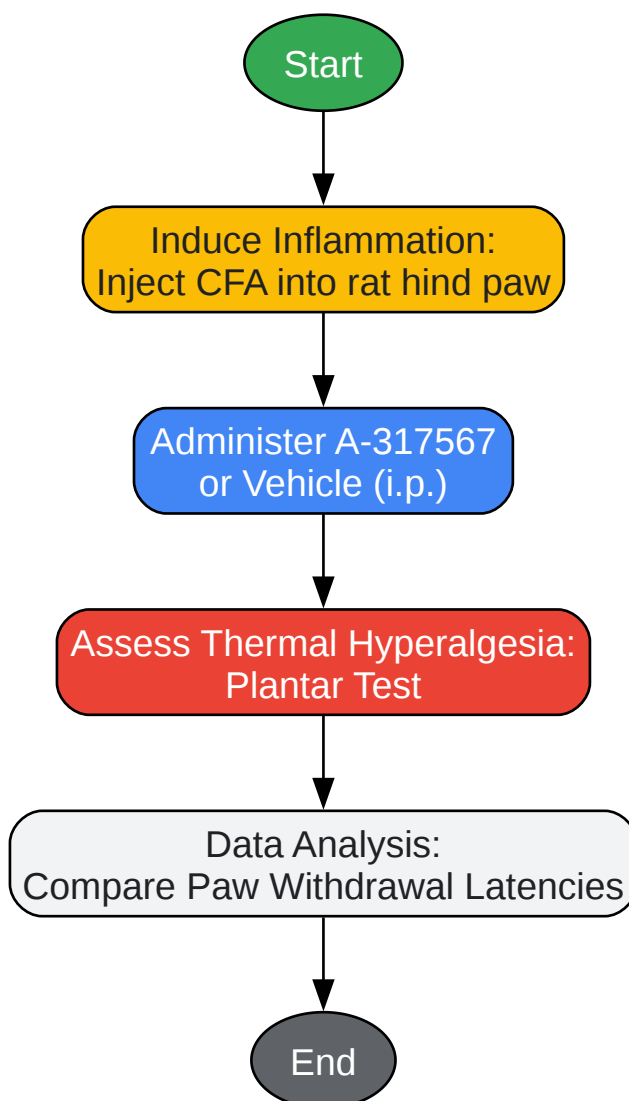 Start
Induce Inflammation:
Inject CFA into rat hind paw
Administer A-317567
or Vehicle (i.p.)
Assess Thermal Hyperalgesia:
Plantar Test
Data Analysis:
Compare Paw Withdrawal Latencies
End